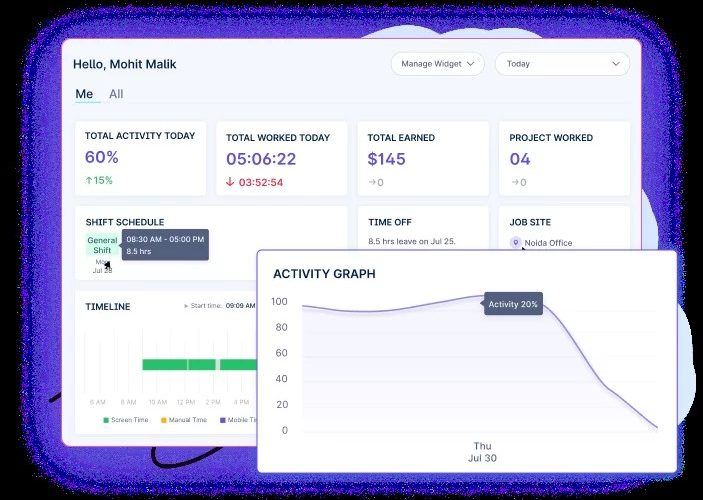 Hello, Mohit Malik
Manage Widget
Today
Me
All
TOTAL ACTIVITY TODAY
60%
↑15%
TOTAL WORKED TODAY
05:06:22
↓ 03:52:54
TOTAL EARNED
$145
→0
PROJECT WORKED
04
→0
SHIFT SCHEDULE
General
Shift
08:30 AM - 05:00 PM
8.5 hrs
Jul 28
TIME OFF
8.5 hrs leave on Jul 25.
JOB SITE
Noida Office
TIMELINE
Start time: 09:09 AM
6 AM 8 AM 10 AM 12 PM 2 PM 4 PM
Screen Time
Manual Time
Mobile
ACTIVITY GRAPH
100
80
60
40
20
0
Activity 20%
Thu
Jul 30